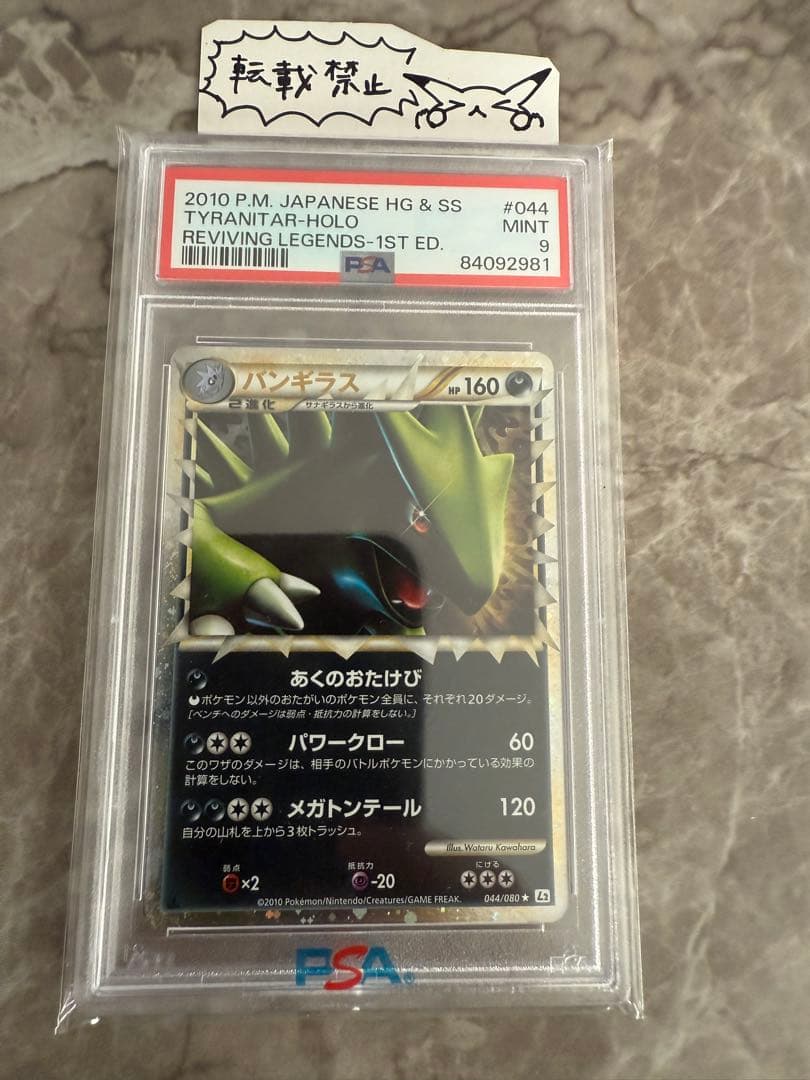 転載禁止
2010 P.M. JAPANESE HG & SS #044
TYRANITAR-HOLO MINT
REVIVING LEGENDS-1ST ED. 9
PSA 84092981
バンギラス HP 160
2進化 サナギラスから進化
あくのおたけび
ポケモン以外のおたがいのポケモン全員に、それぞれ20ダメージ。
[ベンチへのダメージは弱点・抵抗力の計算をしない。]
パワークロー 60
このワザのダメージは、相手のバトルポケモンにかかっている効果の
計算をしない。
メガトンテール 120
自分の山札を上から3枚トラッシュ。
Illus. Wataru Kawahara
弱点 抵抗力 にげる
×2 -20
©2010 Pokémon/Nintendo/Creatures/GAME FREAK. 044/080 ★ L2
PSA